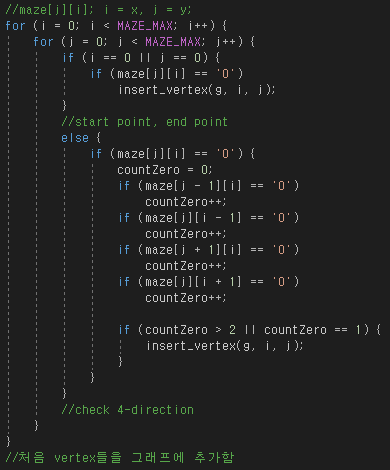 //maze[j][i]; i = x, j = y;
for (i = 0; i < MAZE_MAX; i++) {
for (j = 0; j < MAZE_MAX; j++) {
if (i == 0 || j == 0) {
if (maze[j][i] == '0')
insert_vertex(g, i, j);
}
//start point, end point
else {
if (maze[j][i] == '0') {
countZero = 0;
if (maze[j - 1][i] == '0')
countZero++;
if (maze[j][i - 1] == '0')
countZero++;
if (maze[j + 1][i] == '0')
countZero++;
if (maze[j][i + 1] == '0')
countZero++;
if (countZero > 2 || countZero == 1) {
insert_vertex(g, i, j);
}
}
}
//check 4-direction
}
}
//처음 vertex들을 그래프에 추가함